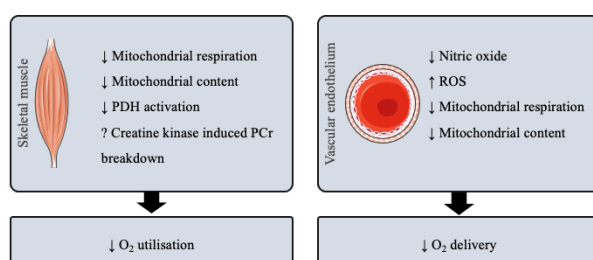 Skeletal muscle
↓ Mitochondrial respiration
↓ Mitochondrial content
↓ PDH activation
? Creatine kinase induced PCr
breakdown
↓ O₂ utilisation
Vascular endothelium
↓ Nitric oxide
↑ ROS
↓ Mitochondrial respiration
↓ Mitochondrial content
↓ O₂ delivery